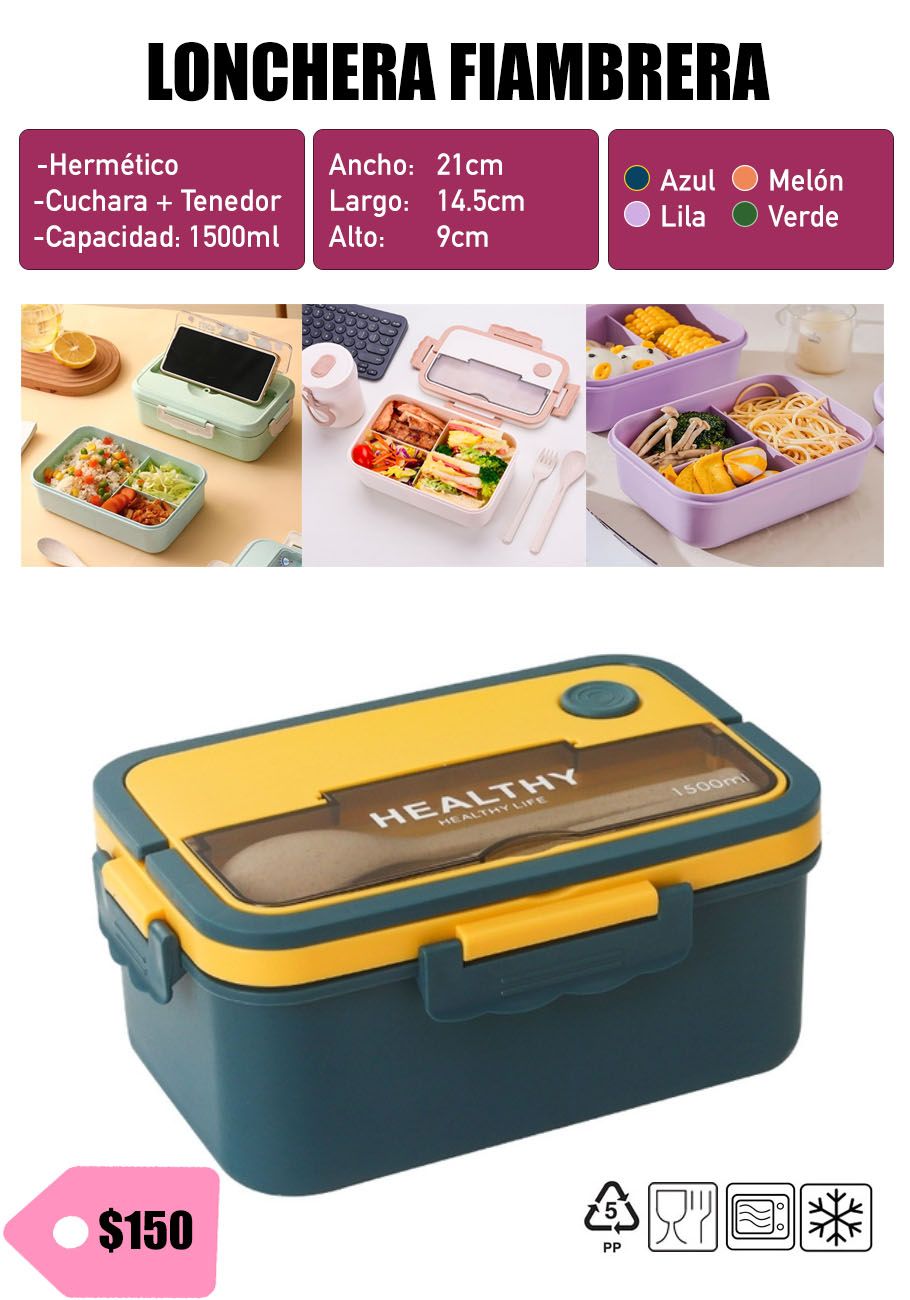 LONCHERA FIAMBRERA
-Hermético
-Cuchara + Tenedor
-Capacidad: 1500ml
Ancho: 21cm
Largo: 14.5cm
Alto: 9cm
Azul Melón
Lila Verde
HEALTHY
HEALTHY LIFE
1500ml
$150
5
PP